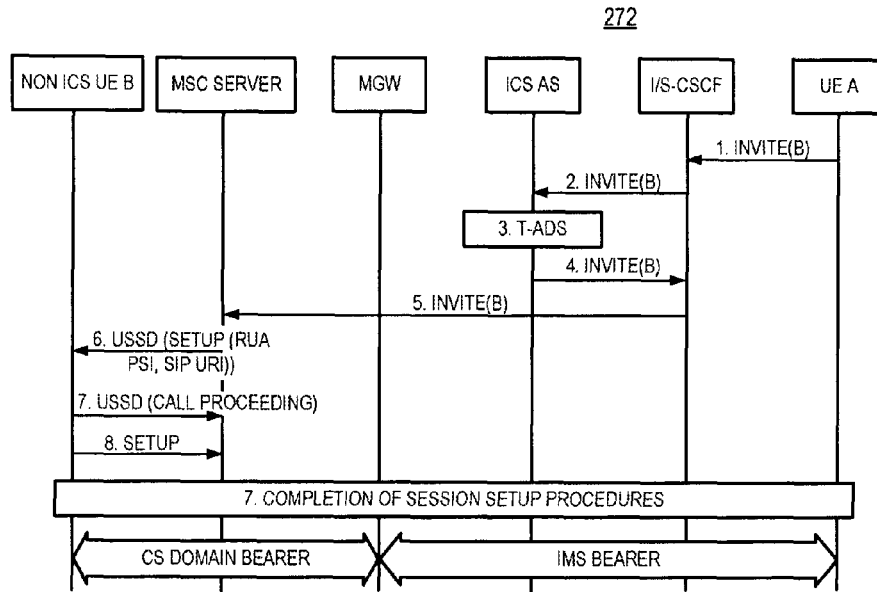 272
NON ICS UE B
MSC SERVER
MGW
ICS AS
I/S-CSCF
UE A
1. INVITE(B)
2. INVITE(B)
3. T-ADS
4. INVITE(B)
5. INVITE(B)
6. USSD (SETUP (RUA
PSI, SIP URI))
7. USSD (CALL PROCEEDING)
8. SETUP
7. COMPLETION OF SESSION SETUP PROCEDURES
CS DOMAIN BEARER
IMS BEARER